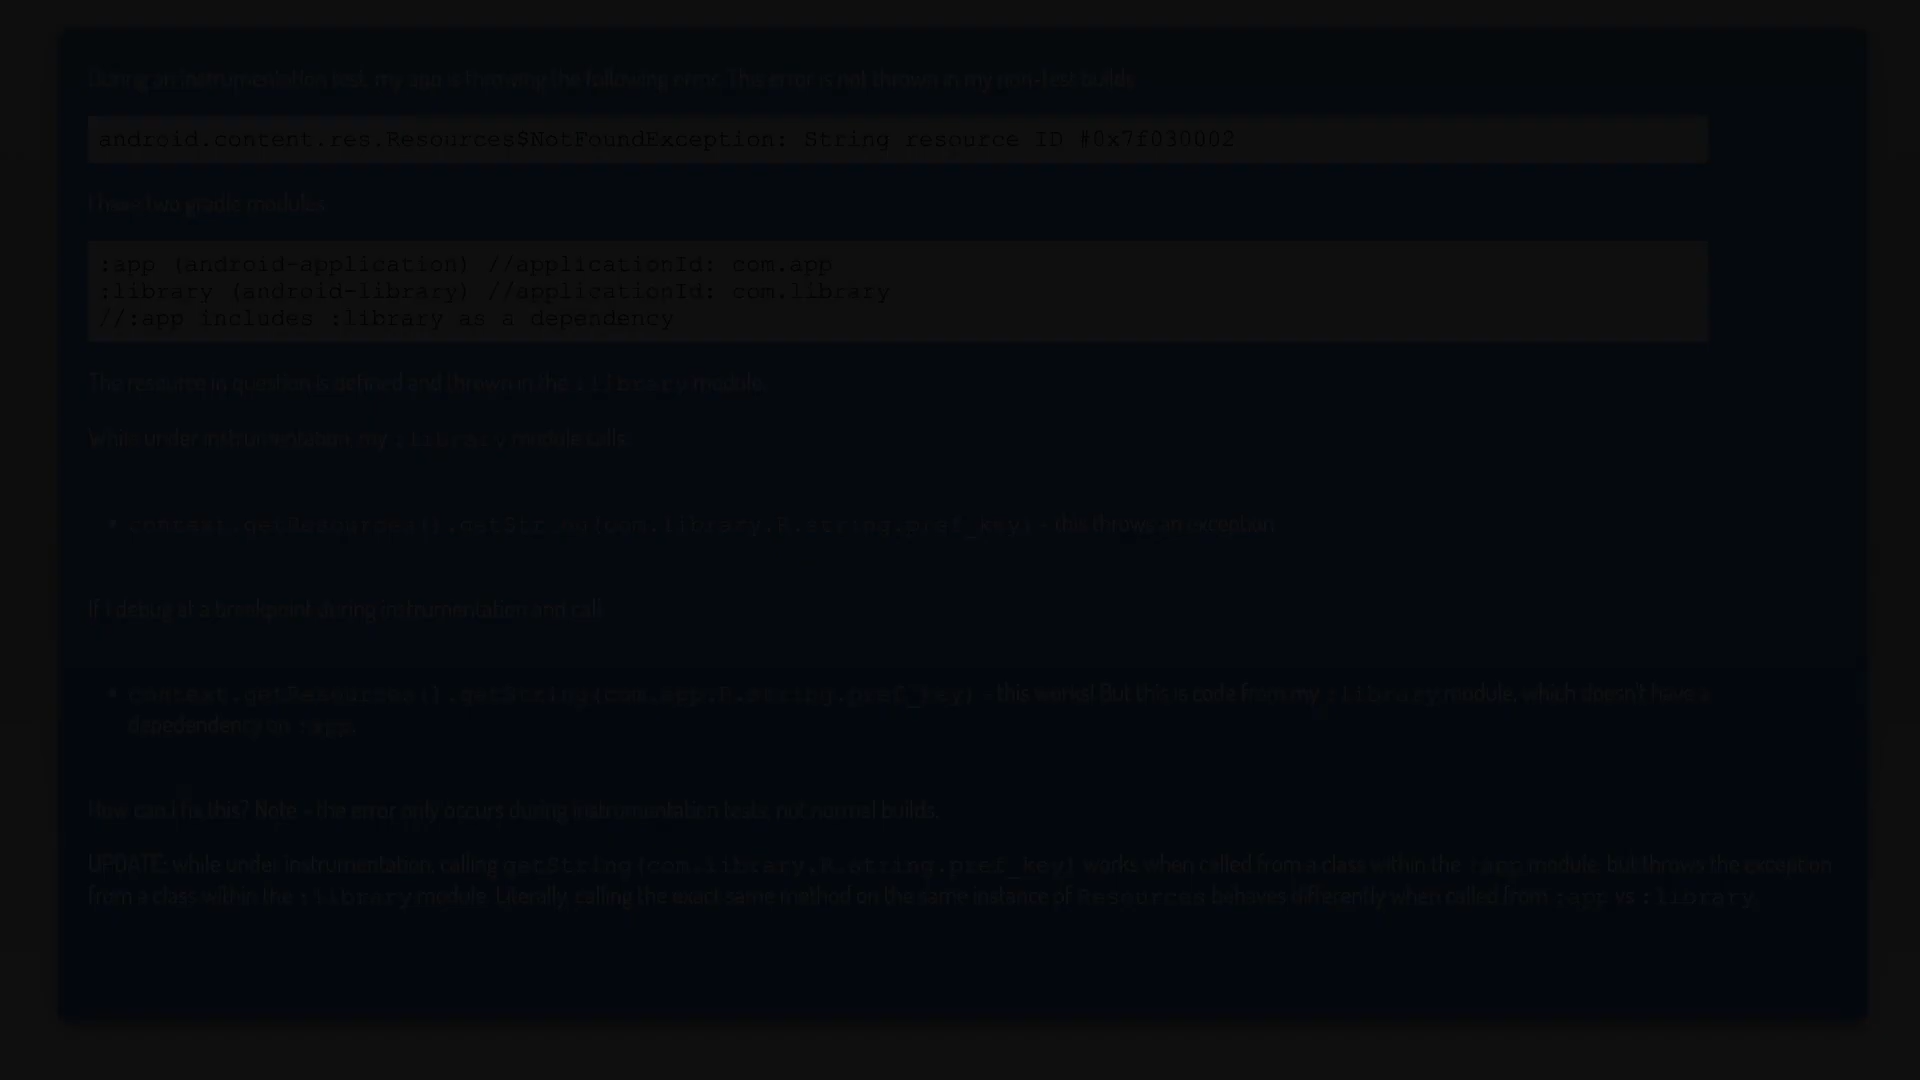 During an instrumentation test, my app is throwing the following error. This error is not thrown in my non-test builds.
android.content.res.Resources$NotFoundException: String resource ID #0x7f030002
I have two gradle modules
:app (android-application) //applicationId: com.app
:library (android-library) //applicationId: com.library
//:app includes :library as a dependency
The resource in question is defined and thrown in the :library module.
While under instrumentation, my :library module calls
• context.getResources().getString(com.library.R.string.pref_key) - this throws an exception
If i debug at a breakpoint during instrumentation and call
• context.getResources().getString(com.app.R.string.pref_key) - this works! But this is code from my :library module, which doesn't have a
depedendency on :app.
How can I fix this? Note - the error only occurs during instrumentation tests, not normal builds.
UPDATE: while under instrumentation, calling getString(com.library.R.string.pref_key) works when called from a class within the :app module, but throws the exception
from a class within the :library module. Literally, calling the exact same method on the same instance of Resources behaves differently when called from :app vs :library.